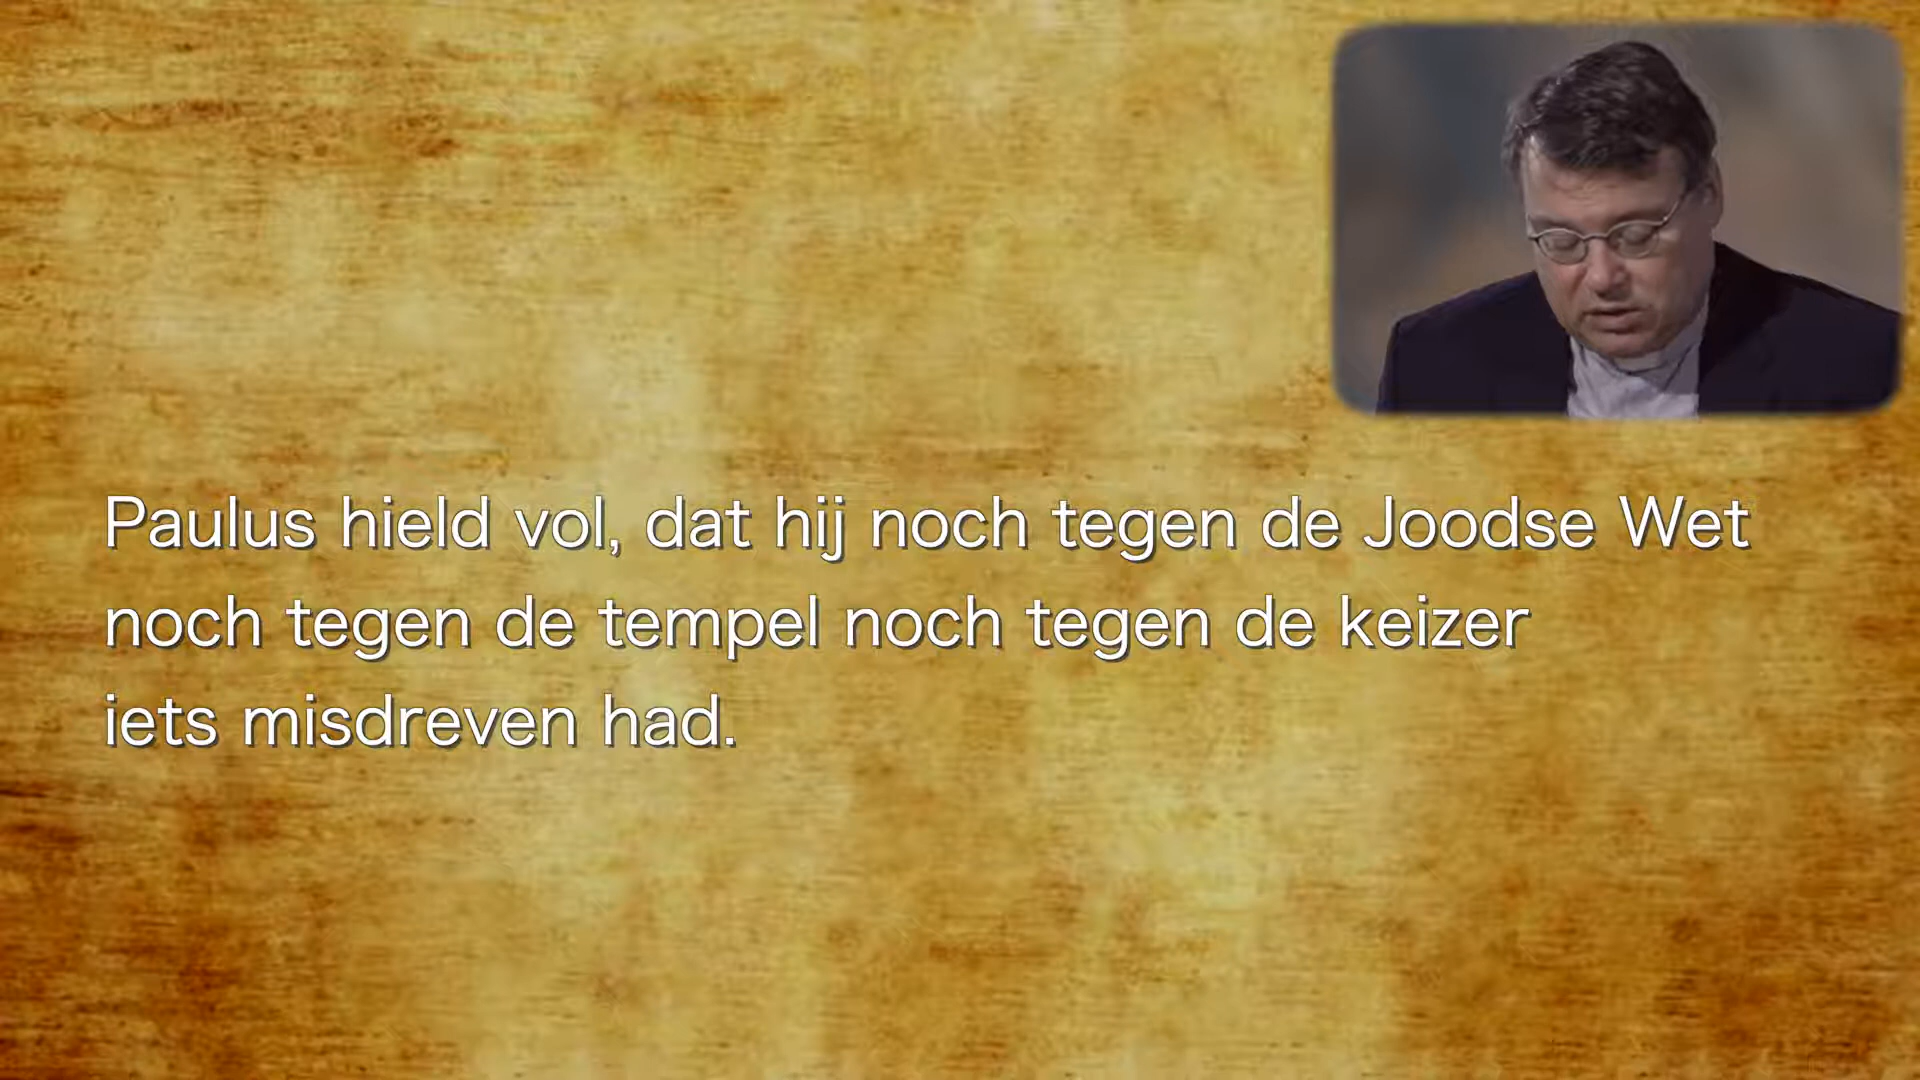 Paulus hield vol, dat hij noch tegen de Joodse Wet
noch tegen de tempel noch tegen de keizer
iets misdreven had.